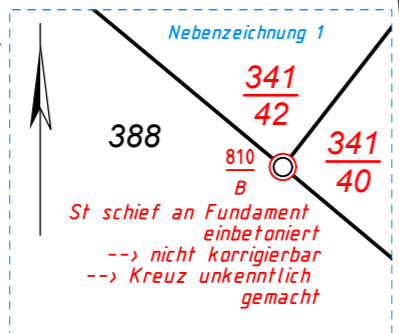 Nebenzeichnung 1
341
42
388
341
40
810
B
St schief an Fundament
einbetoniert
--> nicht korrigierbar
--> Kreuz unkenntlich
gemacht